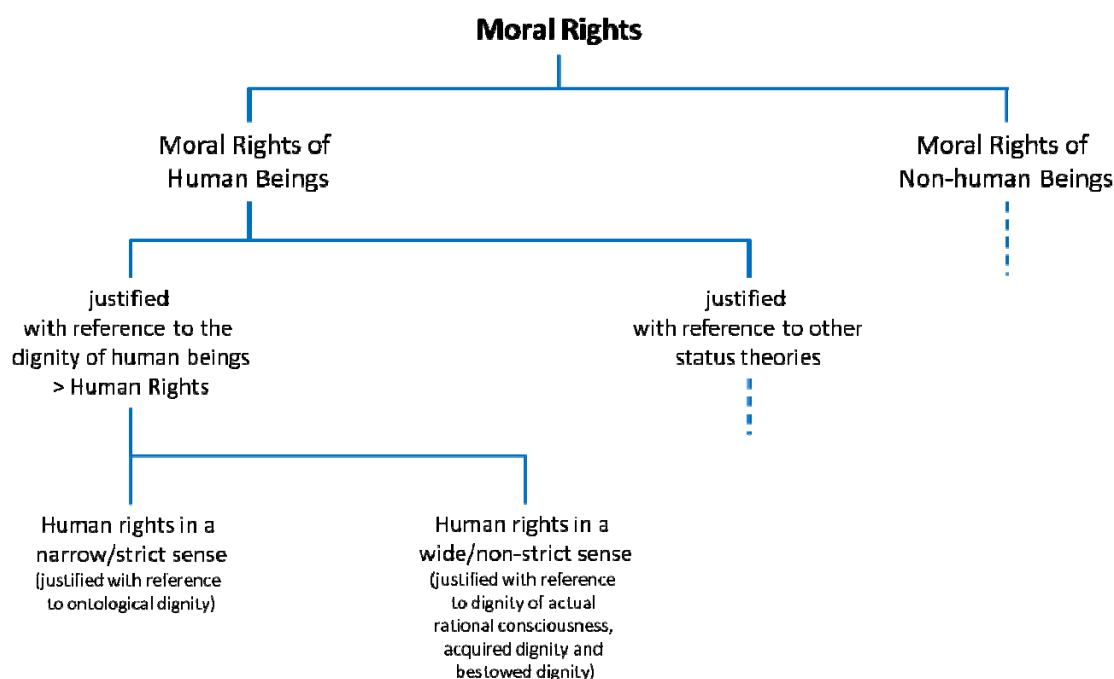 Moral Rights
Moral Rights of
Human Beings
Moral Rights of
Non-human Beings
justified
with reference to the
dignity of human beings
> Human Rights
justified
with reference to other
status theories
Human rights in a
narrow/strict sense
(justified with reference
to ontological dignity)
Human rights in a
wide/non-strict sense
(justified with reference
to dignity of actual
rational consciousness,
acquired dignity and
bestowed dignity)